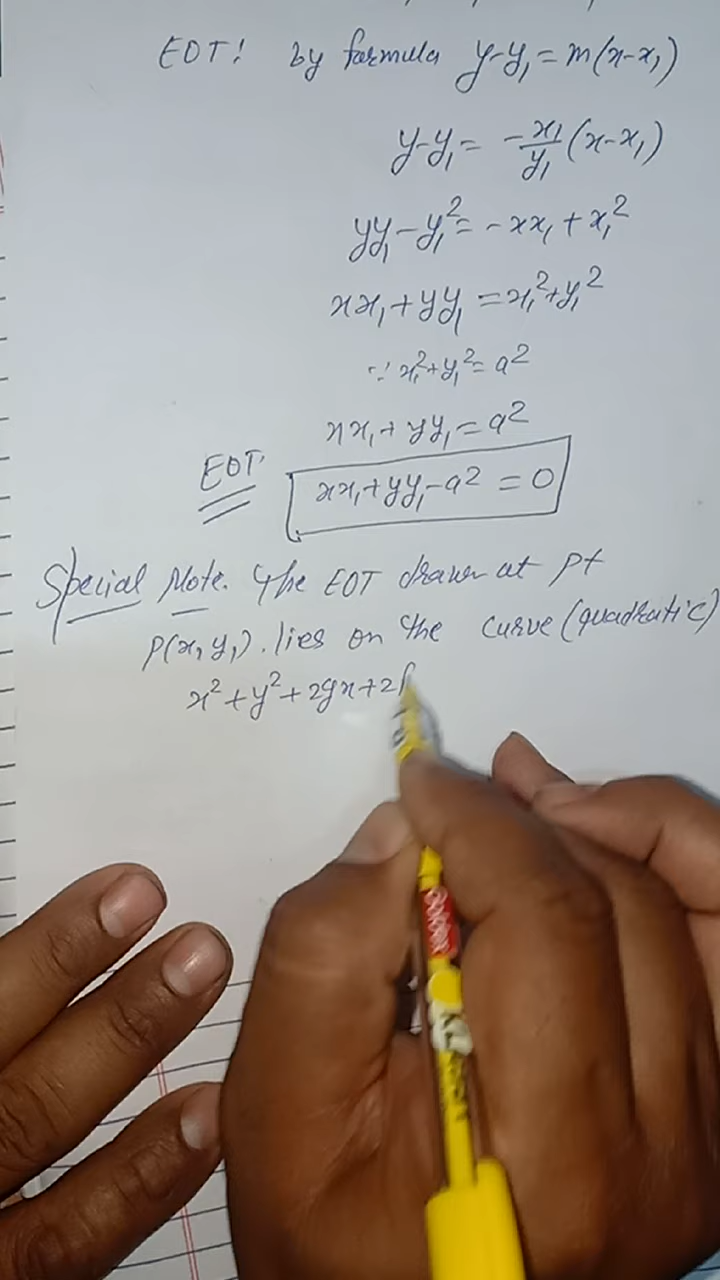 EOT! by formula y-y₁ = m(x-x₁)
y-y₁ = -x₁/y₁ (x-x₁)
yy₁ - y₁² = -xx₁ + x₁²
xx₁ + yy₁ = x₁² + y₁²
∵ x₁² + y₁² = a²
xx₁ + yy₁ = a²
EOT. xx₁ + yy₁ - a² = 0
Special Note. The EOT drawn at pt
P(x, y₁). lies on the curve (quadratic)
x² + y² + 2gx + 2f